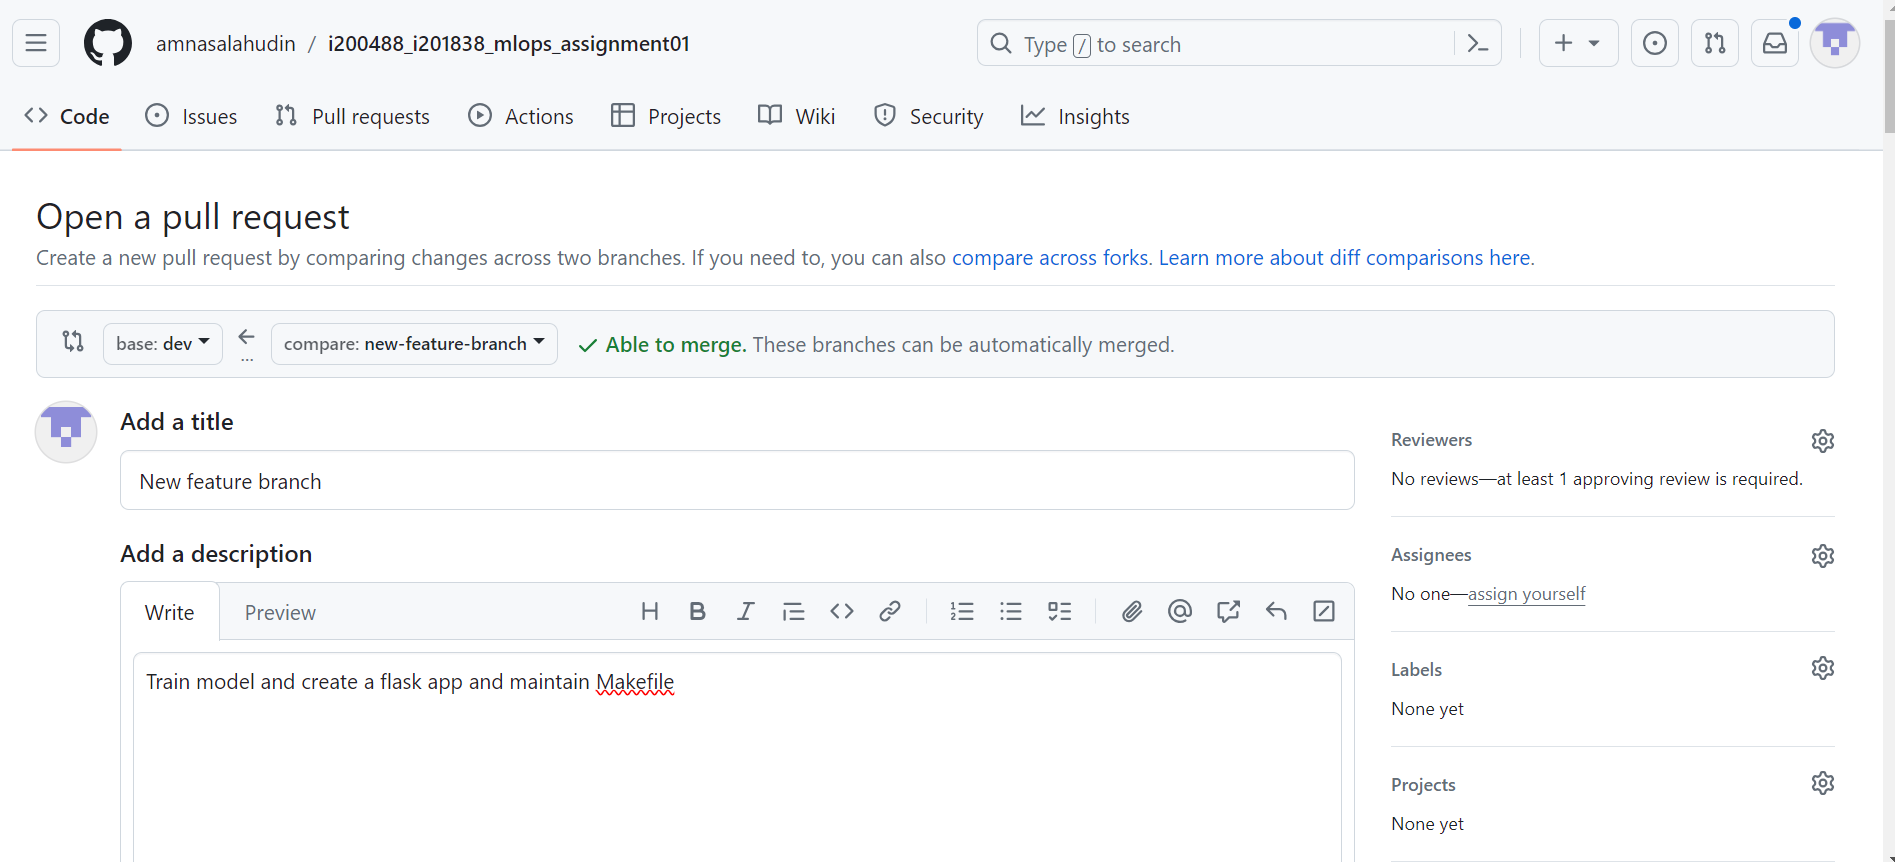 amnasalahudin / i200488_i201838_mlops_assignment01
Type / to search
Code Issues Pull requests Actions Projects Wiki Security Insights
Open a pull request
Create a new pull request by comparing changes across two branches. If you need to, you can also compare across forks. Learn more about diff comparisons here.
base: dev ... compare: new-feature-branch Able to merge. These branches can be automatically merged.
Add a title
New feature branch
Add a description
Write Preview
Train model and create a flask app and maintain Makefile
Reviewers
No reviews—at least 1 approving review is required.
Assignees
No one—assign yourself
Labels
None yet
Projects
None yet